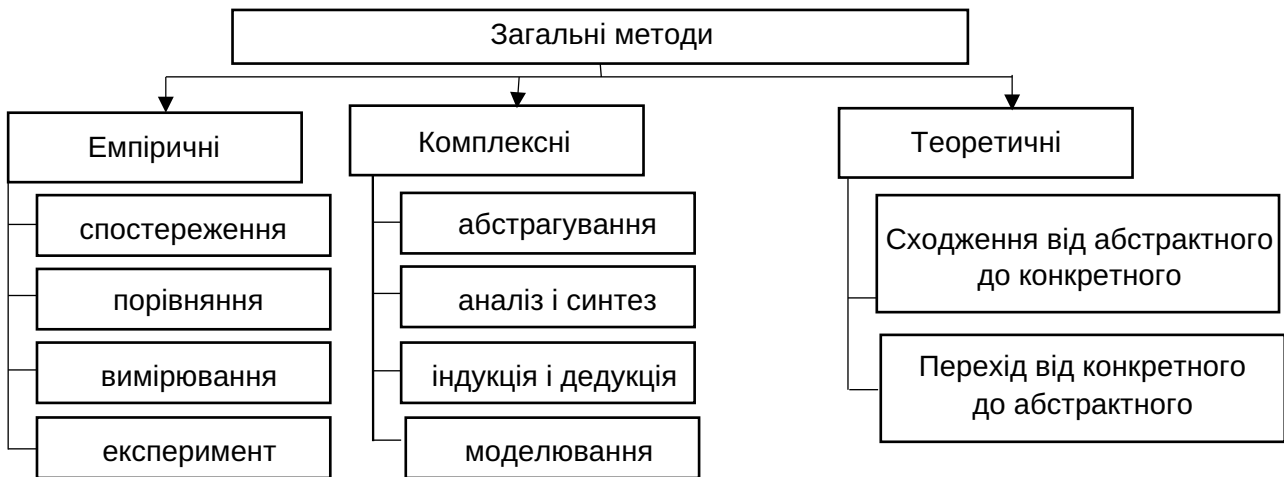 Загальні методи
Емпіричні
спостереження
порівняння
вимірювання
експеримент
Комплексні
абстрагування
аналіз і синтез
індукція і дедукція
моделювання
Теоретичні
Сходження від абстрактного
до конкретного
Перехід від конкретного
до абстрактного